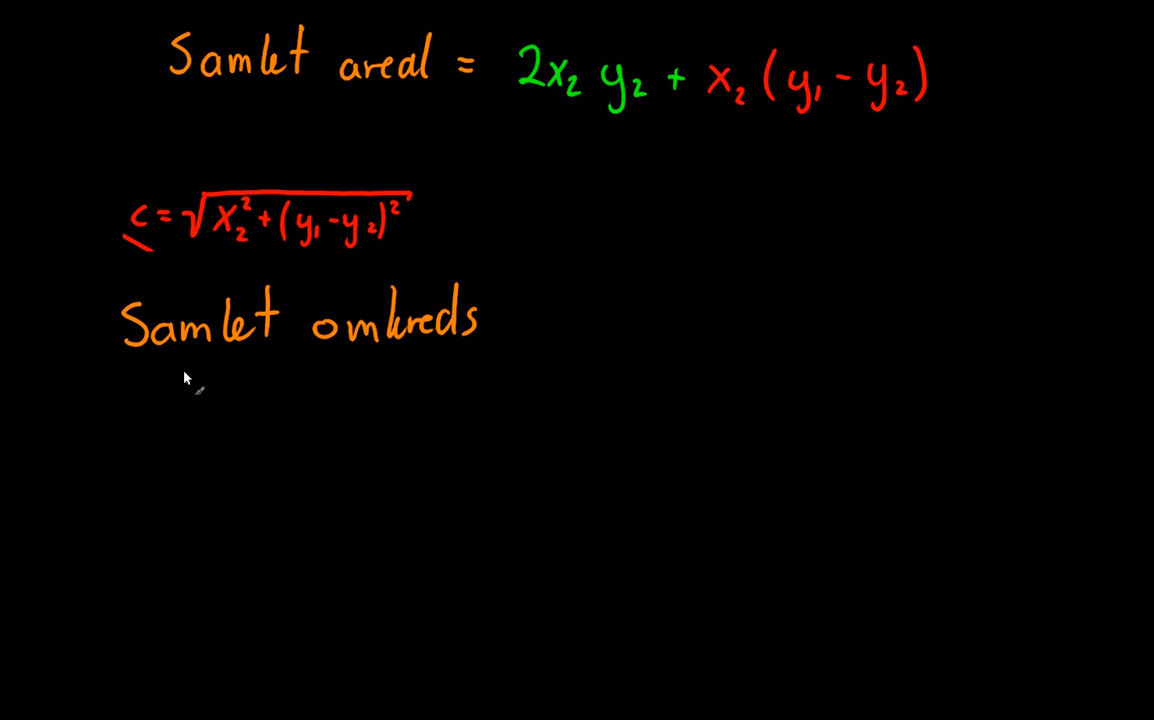 Samlet areal = 2x₂ y₂ + x₂ (y₁ - y₂)
c = √x₂² + (y₁ - y₂)²
Samlet omkreds